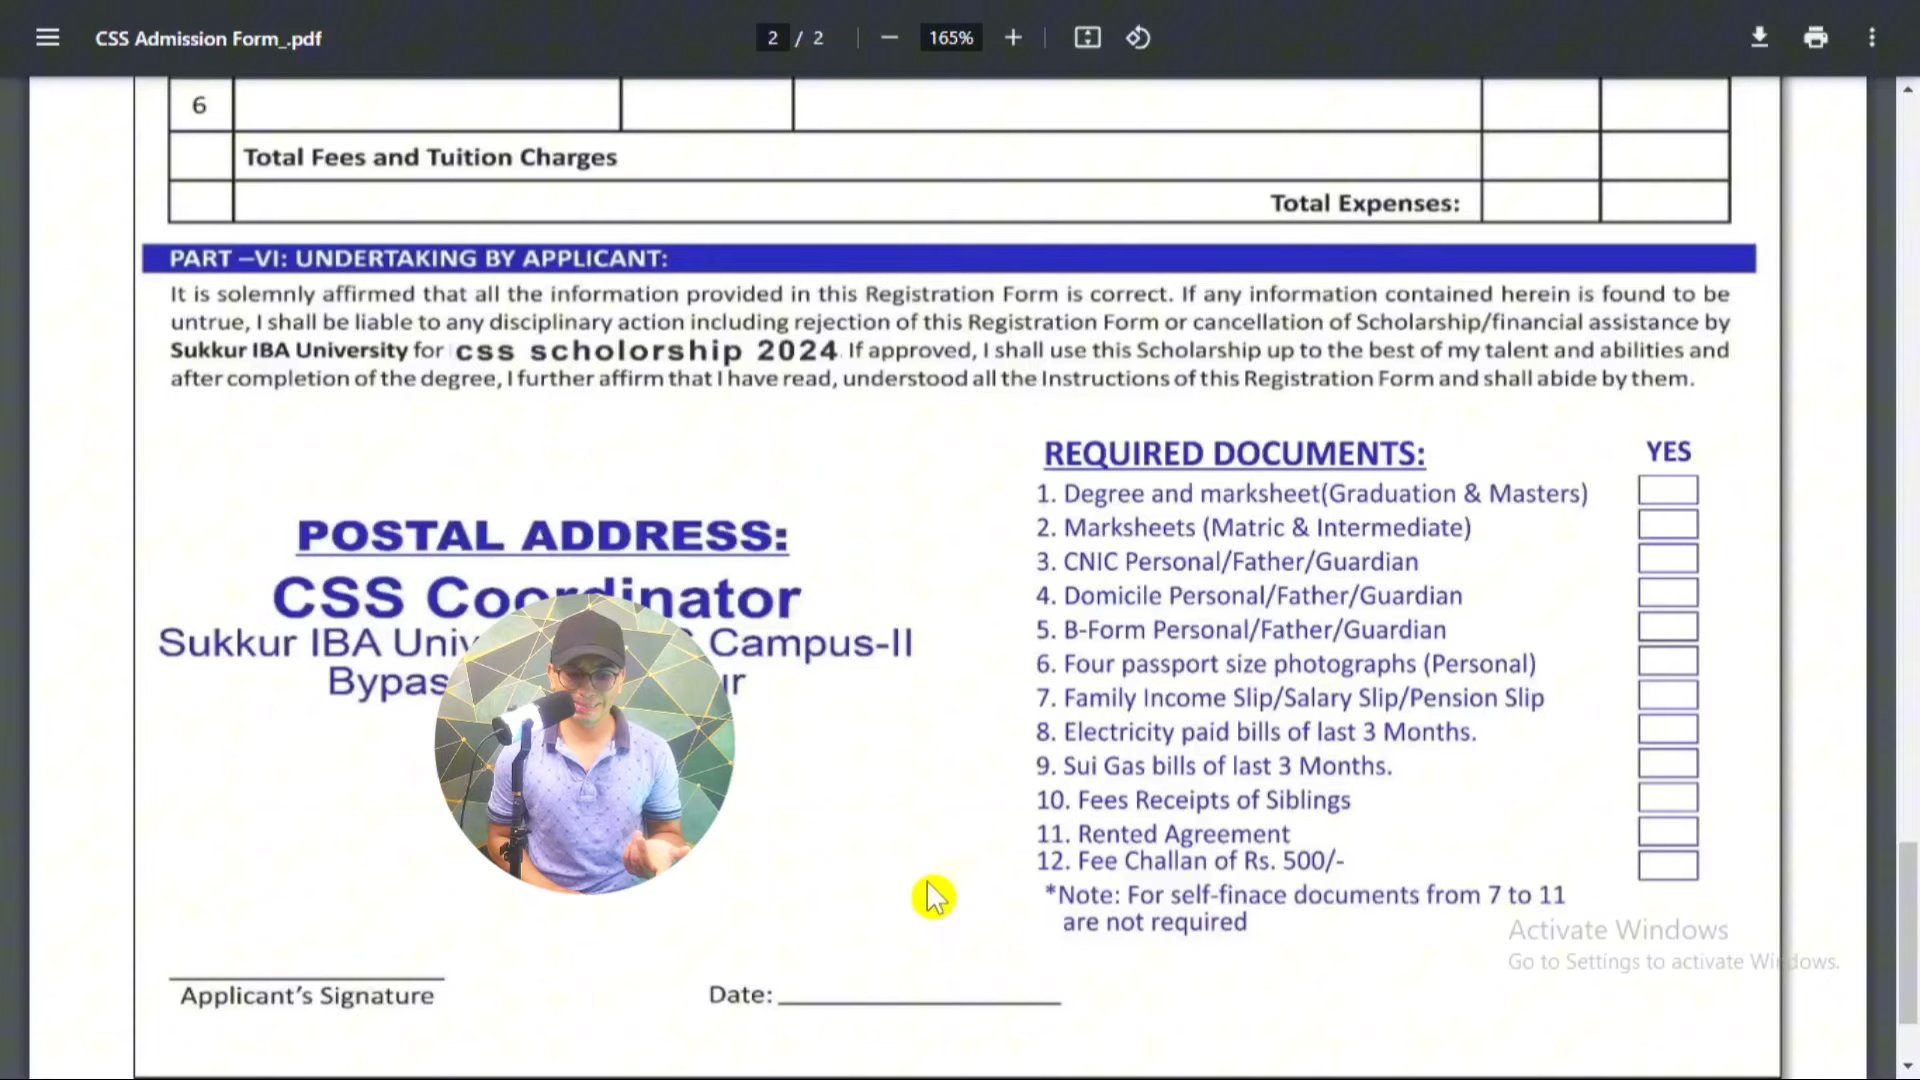 CSS Admission Form_.pdf
2 / 2
165%
6
Total Fees and Tuition Charges
Total Expenses:
PART –VI: UNDERTAKING BY APPLICANT:
It is solemnly affirmed that all the information provided in this Registration Form is correct. If any information contained herein is found to be
untrue, I shall be liable to any disciplinary action including rejection of this Registration Form or cancellation of Scholarship/financial assistance by
Sukkur IBA University for css scholorship 2024. If approved, I shall use this Scholarship up to the best of my talent and abilities and
after completion of the degree, I further affirm that I have read, understood all the Instructions of this Registration Form and shall abide by them.
POSTAL ADDRESS:
CSS Coordinator
Sukkur IBA Campus-II
REQUIRED DOCUMENTS: YES
1. Degree and marksheet(Graduation & Masters)
2. Marksheets (Matric & Intermediate)
3. CNIC Personal/Father/Guardian
4. Domicile Personal/Father/Guardian
5. B-Form Personal/Father/Guardian
6. Four passport size photographs (Personal)
7. Family Income Slip/Salary Slip/Pension Slip
8. Electricity paid bills of last 3 Months.
9. Sui Gas bills of last 3 Months.
10. Fees Receipts of Siblings
11. Rented Agreement
12. Fee Challan of Rs. 500/-
*Note: For self-finace documents from 7 to 11
are not required
Activate Windows
Go to Settings to activate Windows.
Applicant's Signature
Date: